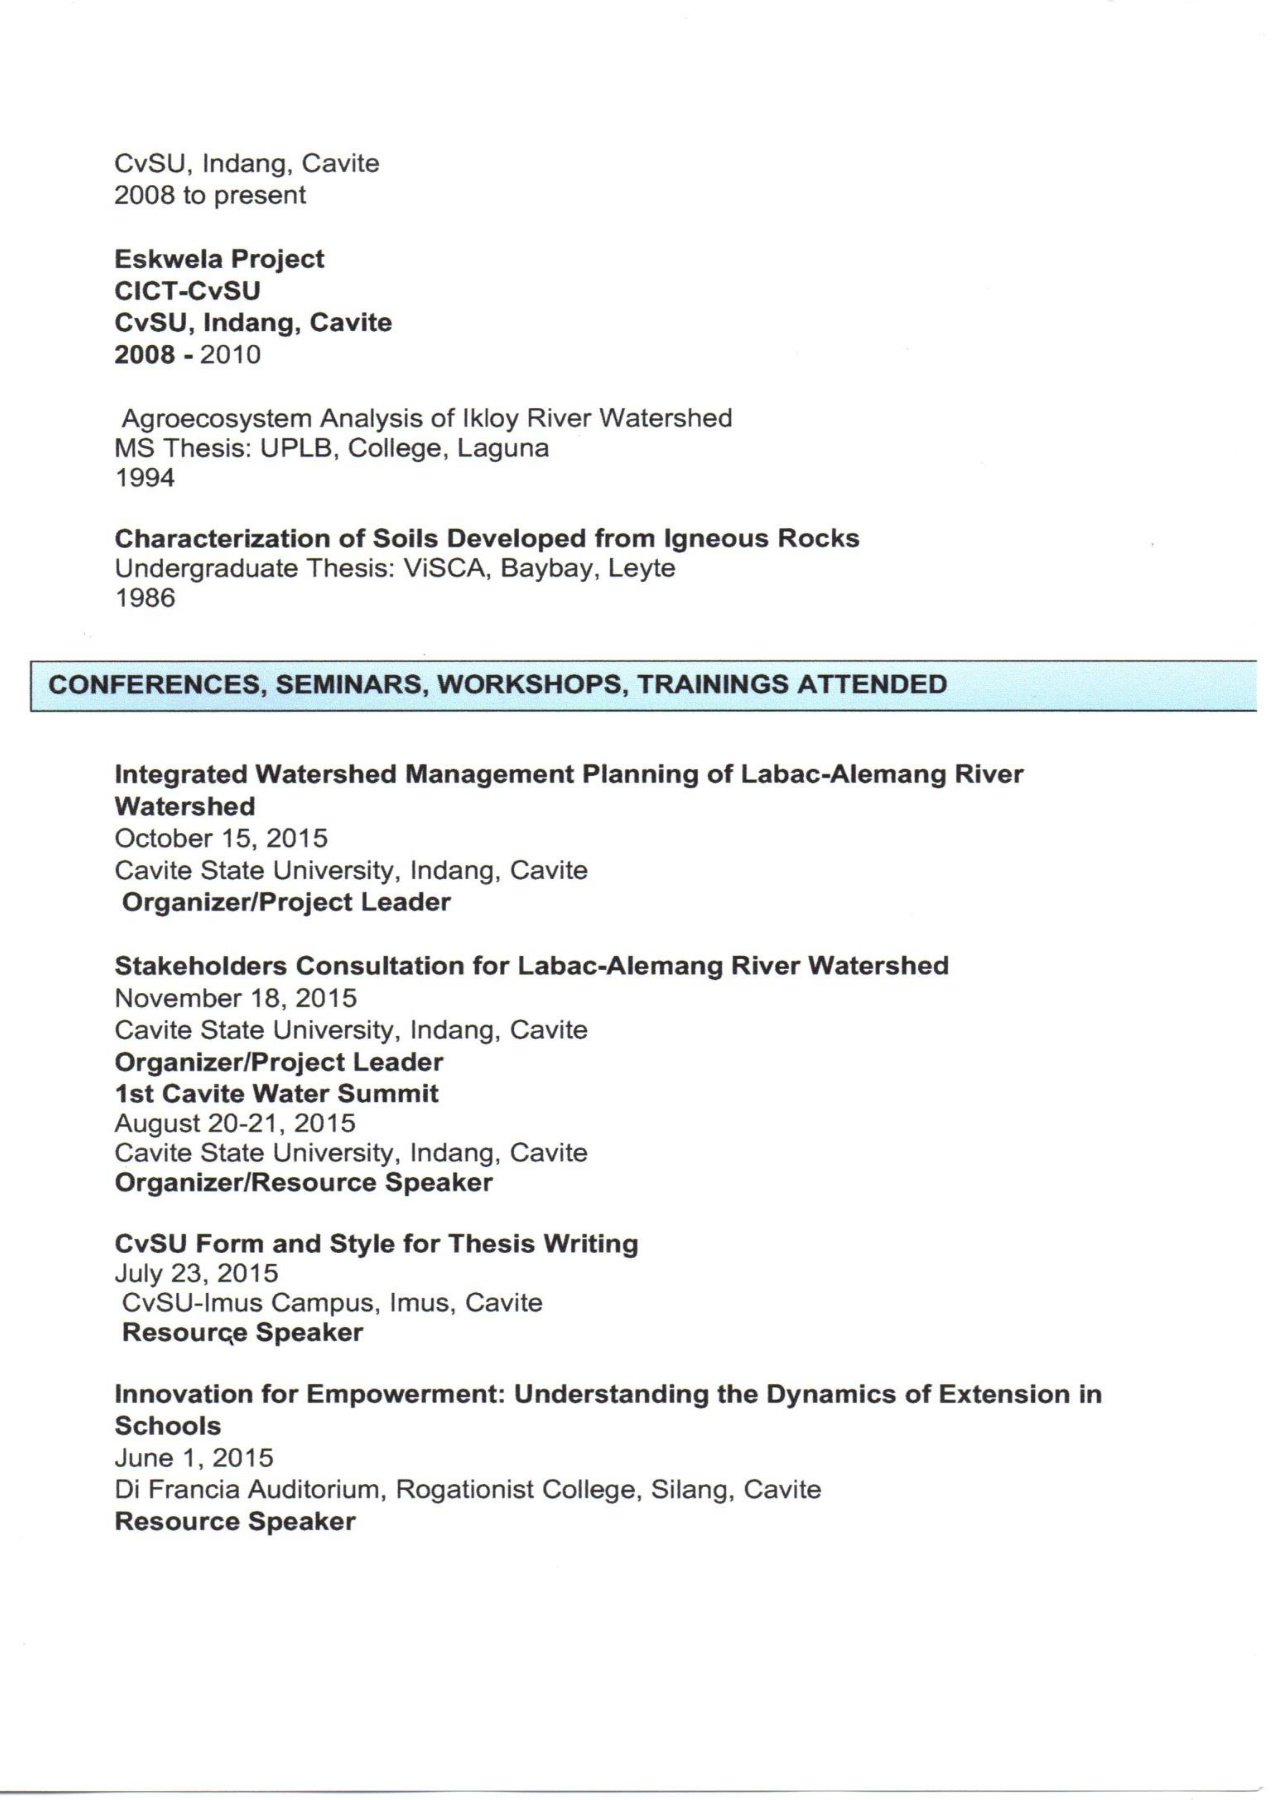 CvSU, Indang, Cavite
2008 to present
Eskwela Project
CICT-CvSU
CvSU, Indang, Cavite
2008 - 2010
Agroecosystem Analysis of Ikloy River Watershed
MS Thesis: UPLB, College, Laguna
1994
Characterization of Soils Developed from Igneous Rocks
Undergraduate Thesis: ViSCA, Baybay, Leyte
1986
CONFERENCES, SEMINARS, WORKSHOPS, TRAININGS ATTENDED
Integrated Watershed Management Planning of Labac-Alemang River
Watershed
October 15, 2015
Cavite State University, Indang, Cavite
Organizer/Project Leader
Stakeholders Consultation for Labac-Alemang River Watershed
November 18, 2015
Cavite State University, Indang, Cavite
Organizer/Project Leader
1st Cavite Water Summit
August 20-21, 2015
Cavite State University, Indang, Cavite
Organizer/Resource Speaker
CvSU Form and Style for Thesis Writing
July 23, 2015
CvSU-Imus Campus, Imus, Cavite
Resource Speaker
Innovation for Empowerment: Understanding the Dynamics of Extension in
Schools
June 1, 2015
Di Francia Auditorium, Rogationist College, Silang, Cavite
Resource Speaker